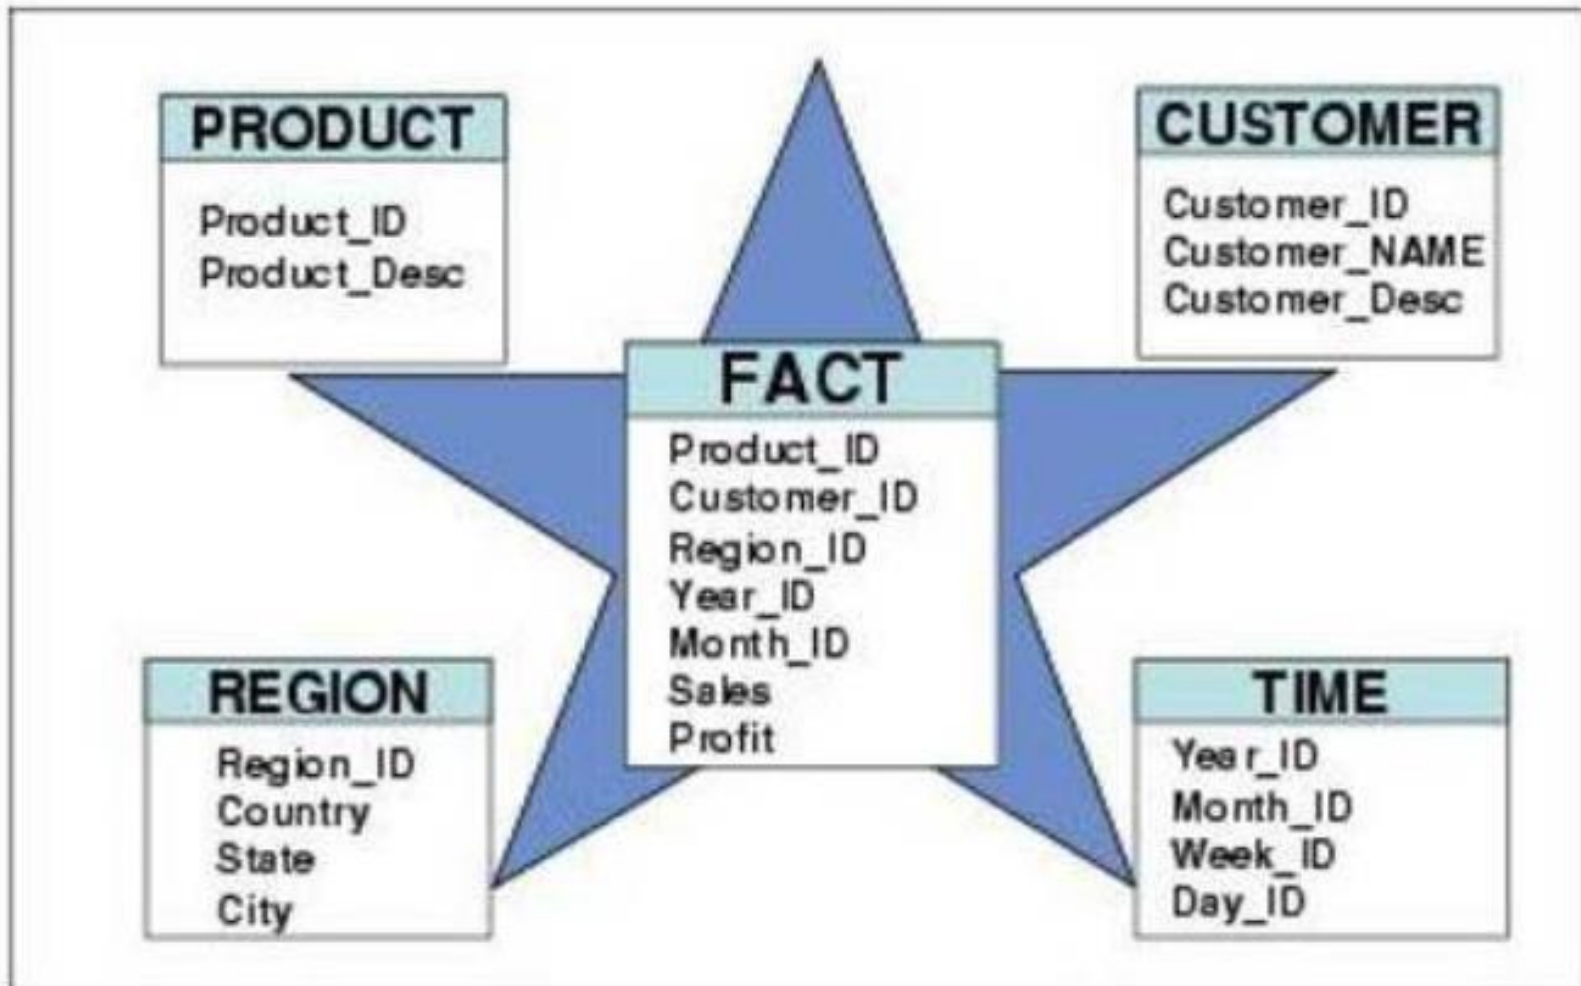 PRODUCT
Product_ID
Product_Desc
CUSTOMER
Customer_ID
Customer_NAME
Customer_Desc
FACT
Product_ID
Customer_ID
Region_ID
Year_ID
Month_ID
Sales
Profit
REGION
Region_ID
Country
State
City
TIME
Year_ID
Month_ID
Week_ID
Day_ID